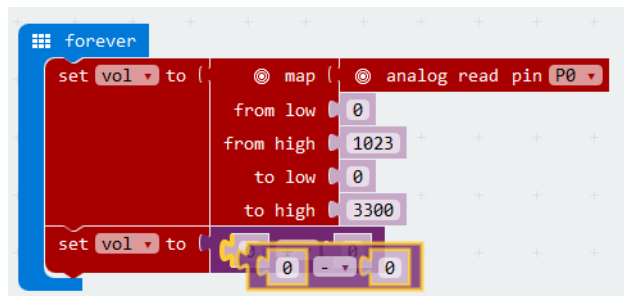 forever
set vol to ( map ( analog read pin P0
from low 0
from high 1023
to low 0
to high 3300
set vol to (
0 - 0